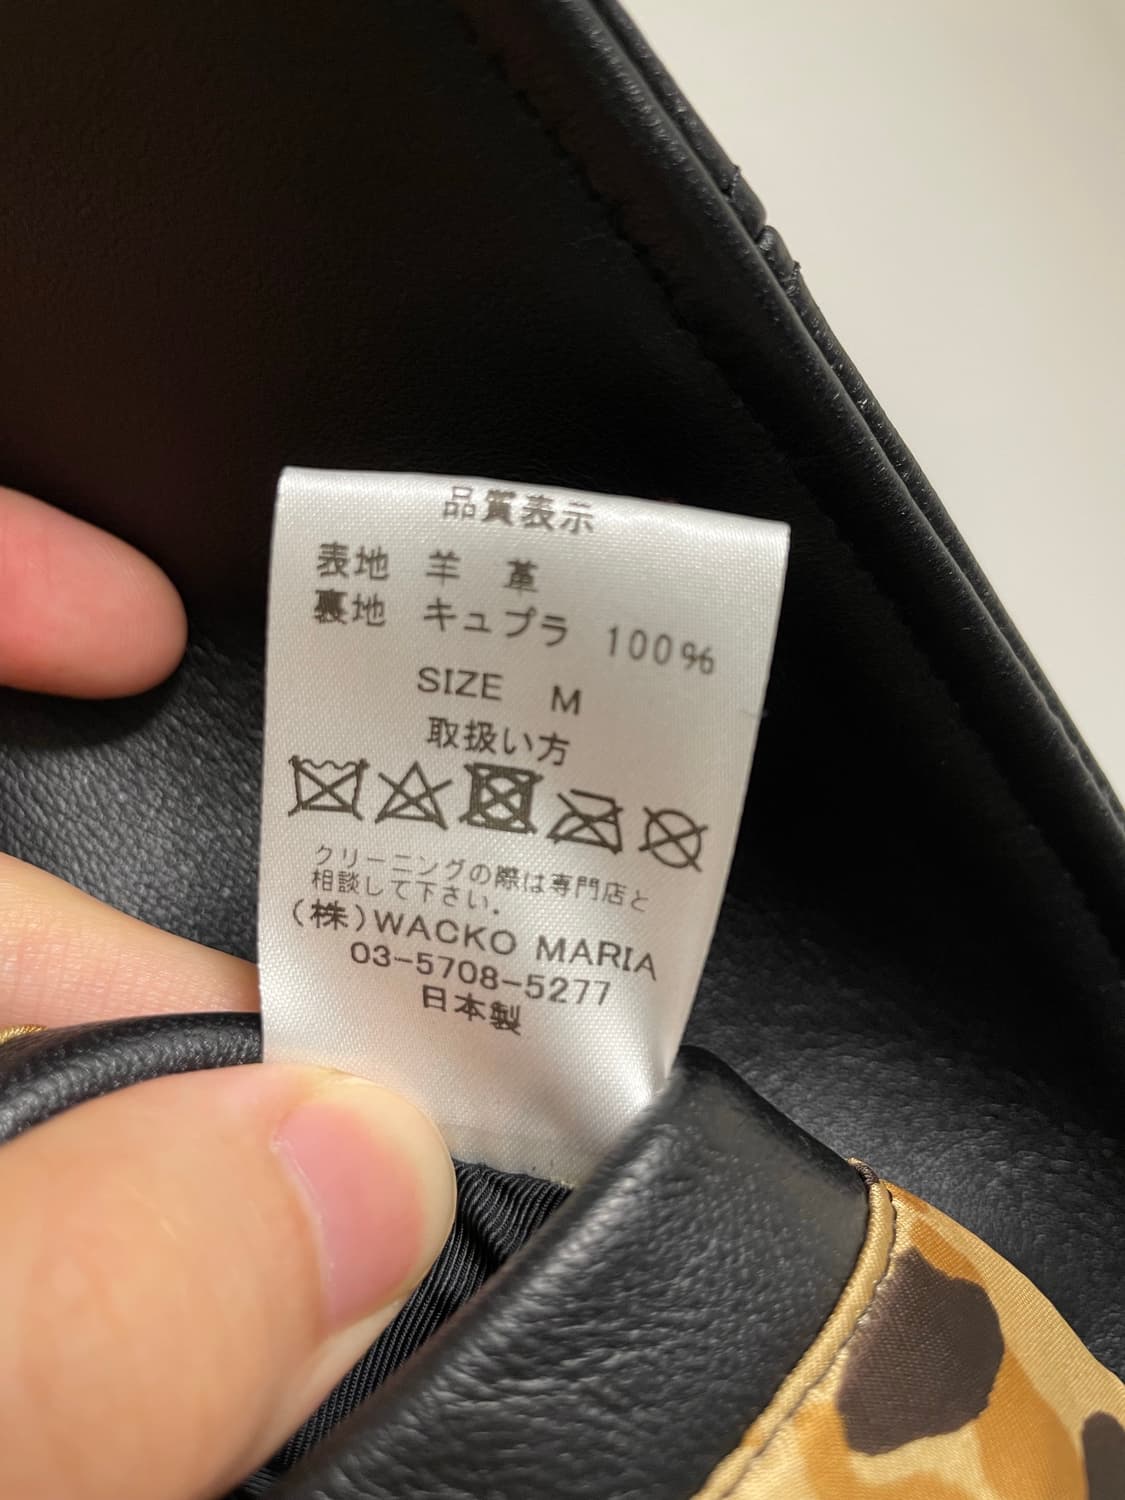 品質表示
表地 羊 革
裏地 キュプラ 100%
SIZE M
取扱い方
クリーニングの際は専門店と
相談して下さい.
(株)WACKO MARIA
03-5708-5277
日本製